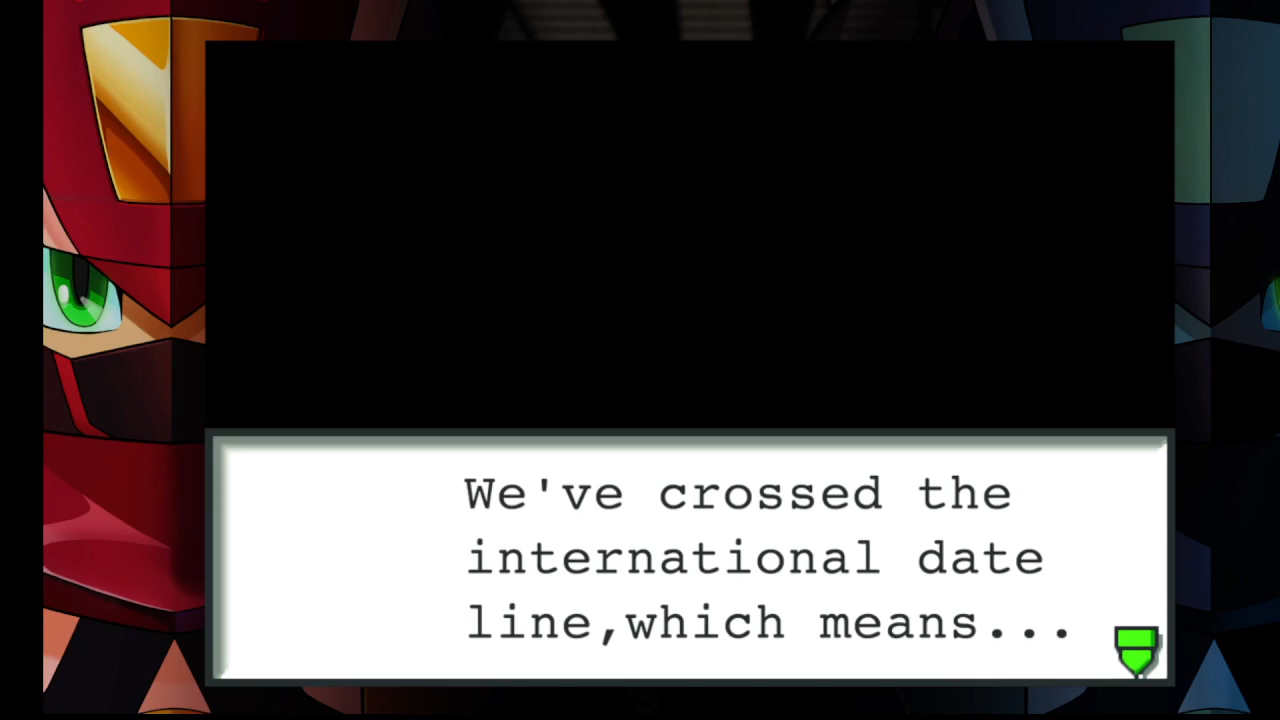 We've crossed the
international date
line,which means...